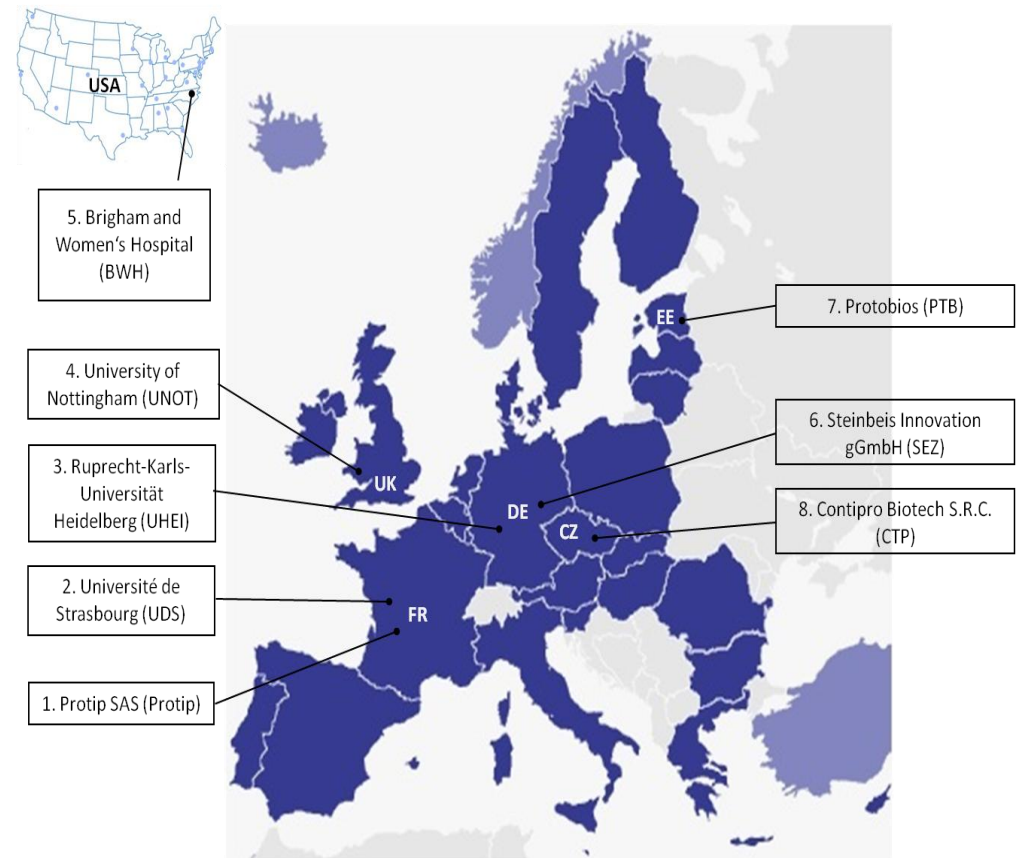 USA
5. Brigham and
Women‘s Hospital
(BWH)
4. University of
Nottingham (UNOT)
3. Ruprecht-Karls-
Universität
Heidelberg (UHEI)
2. Université de
Strasbourg (UDS)
1. Protip SAS (Protip)
EE
UK
DE
CZ
FR
7. Protobios (PTB)
6. Steinbeis Innovation
gGmbH (SEZ)
8. Contipro Biotech S.R.C.
(CTP)